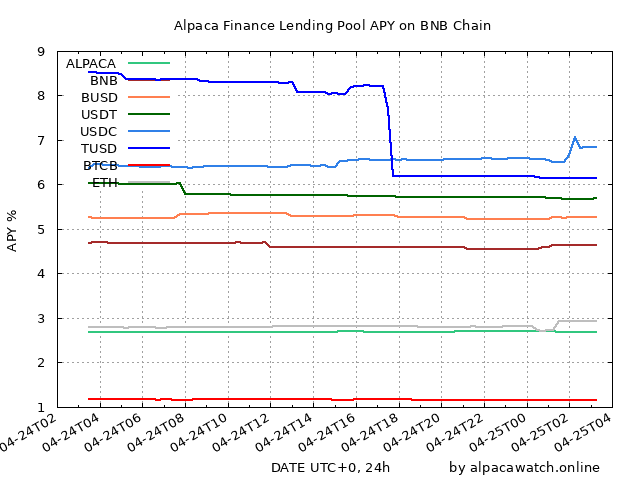 Alpaca Finance Lending Pool APY on BNB Chain
9
8
7
6
5
4
3
2
1
APY %
ALPACA
BNB
BUSD
USDT
USDC
TUSD
BTCB
ETH
04-24T02
04-24T04
04-24T06
04-24T08
04-24T10
04-24T12
04-24T14
04-24T16
04-24T18
04-24T20
04-24T22
04-25T00
04-25T02
04-25T04
DATE UTC+0, 24h
by alpacawatch.online